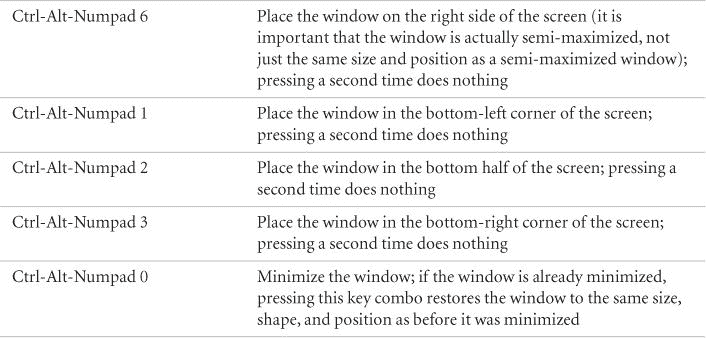 Ctrl-Alt-Numpad 6
Place the window on the right side of the screen (it is
important that the window is actually semi-maximized, not
just the same size and position as a semi-maximized window);
pressing a second time does nothing
Ctrl-Alt-Numpad 1
Place the window in the bottom-left corner of the screen;
pressing a second time does nothing
Ctrl-Alt-Numpad 2
Place the window in the bottom half of the screen; pressing a
second time does nothing
Ctrl-Alt-Numpad 3
Place the window in the bottom-right corner of the screen;
pressing a second time does nothing
Ctrl-Alt-Numpad 0
Minimize the window; if the window is already minimized,
pressing this key combo restores the window to the same size,
shape, and position as before it was minimized